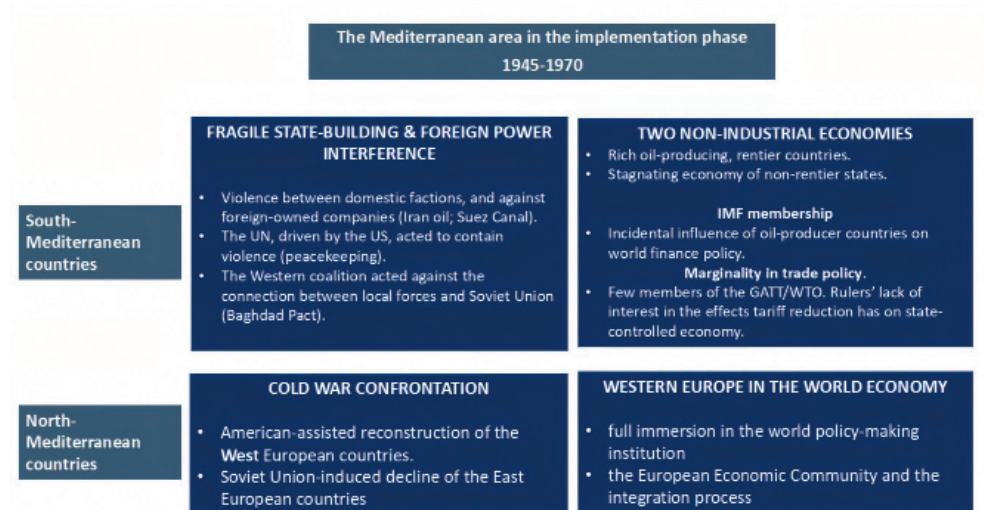 The Mediterranean area in the implementation phase
1945-1970
South-
Mediterranean
countries
FRAGILE STATE-BUILDING & FOREIGN POWER
INTERFERENCE
• Violence between domestic factions, and against
foreign-owned companies (Iran oil; Suez Canal).
• The UN, driven by the US, acted to contain
violence (peacekeeping).
• The Western coalition acted against the
connection between local forces and Soviet Union
(Baghdad Pact).
TWO NON-INDUSTRIAL ECONOMIES
• Rich oil-producing, rentier countries.
• Stagnating economy of non-rentier states.
IMF membership
• Incidental influence of oil-producer countries on
world finance policy.
Marginality in trade policy.
• Few members of the GATT/WTO. Rulers' lack of
interest in the effects tariff reduction has on state-
controlled economy.
North-
Mediterranean
countries
COLD WAR CONFRONTATION
• American-assisted reconstruction of the
West European countries.
• Soviet Union-induced decline of the East
European countries
WESTERN EUROPE IN THE WORLD ECONOMY
• full immersion in the world policy-making
institution
• the European Economic Community and the
integration process